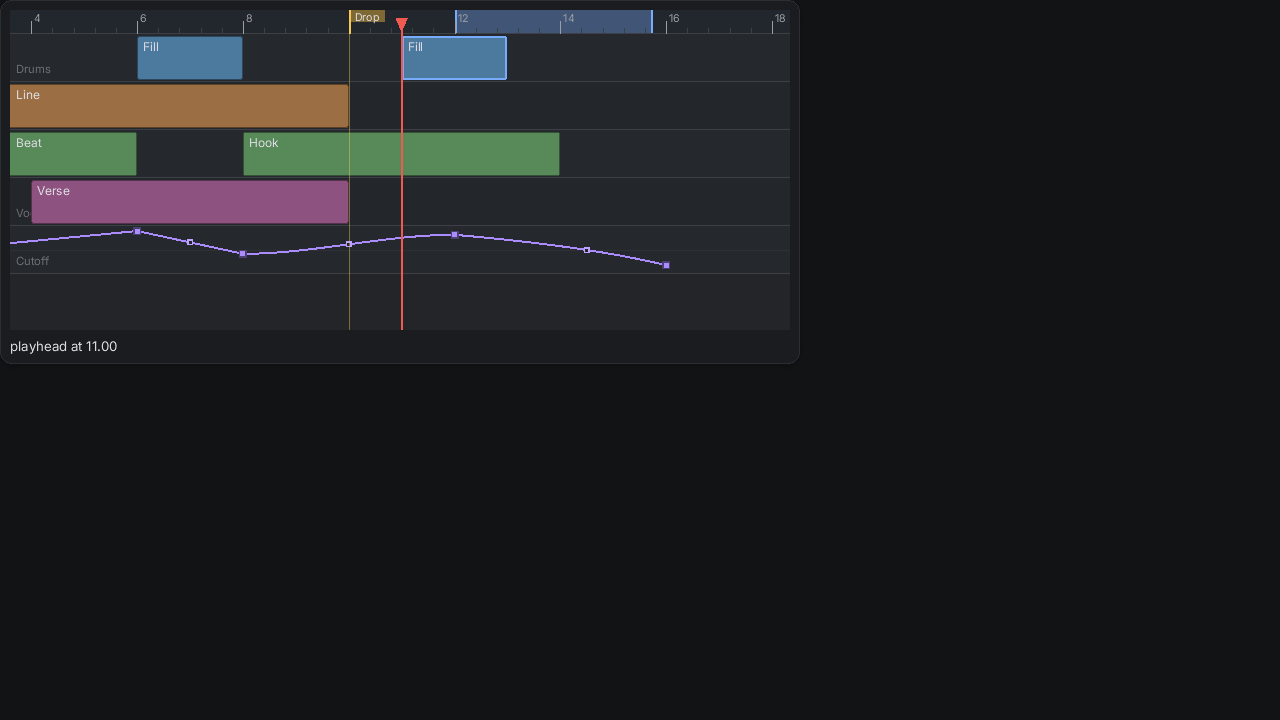 4 6 8 Drop 12 14 16 18
Fill Fill
Drums
Line
Beat Hook
Verse
Vo
Cutoff
playhead at 11.00